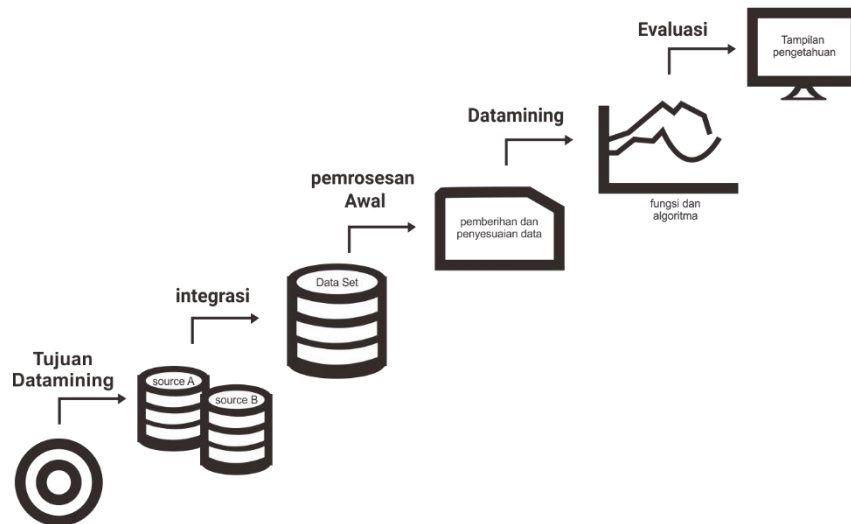 Evaluasi
Tampilan
pengetahuan
Datamining
fungsi dan
algoritma
pemrosesan
Awal
pemberihan dan
penyesuaian data
integrasi
Data Set
Tujuan
Datamining
source A
source B